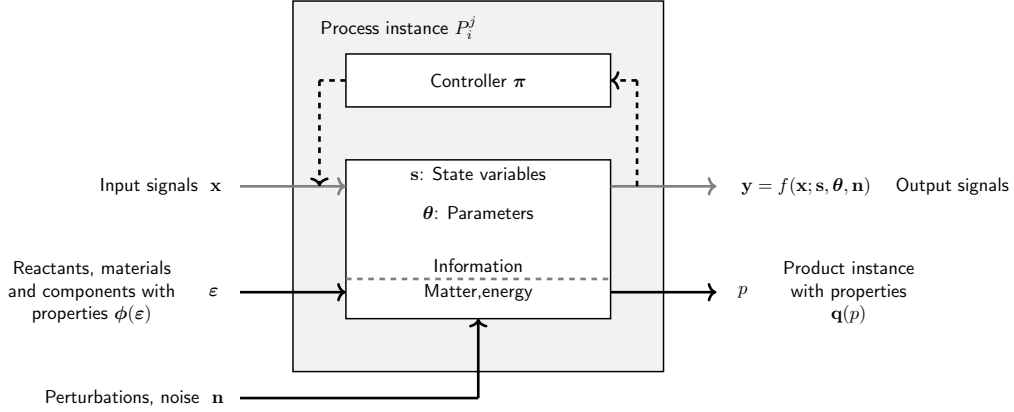 Process instance $P_i^j$
Controller π
Input signals x
s: State variables
θ: Parameters
Information
Matter,energy
y = f(x; s, θ, n) Output signals
Reactants, materials
and components with
properties ϕ(ε)
ε
p
Product instance
with properties
q(p)
Perturbations, noise n